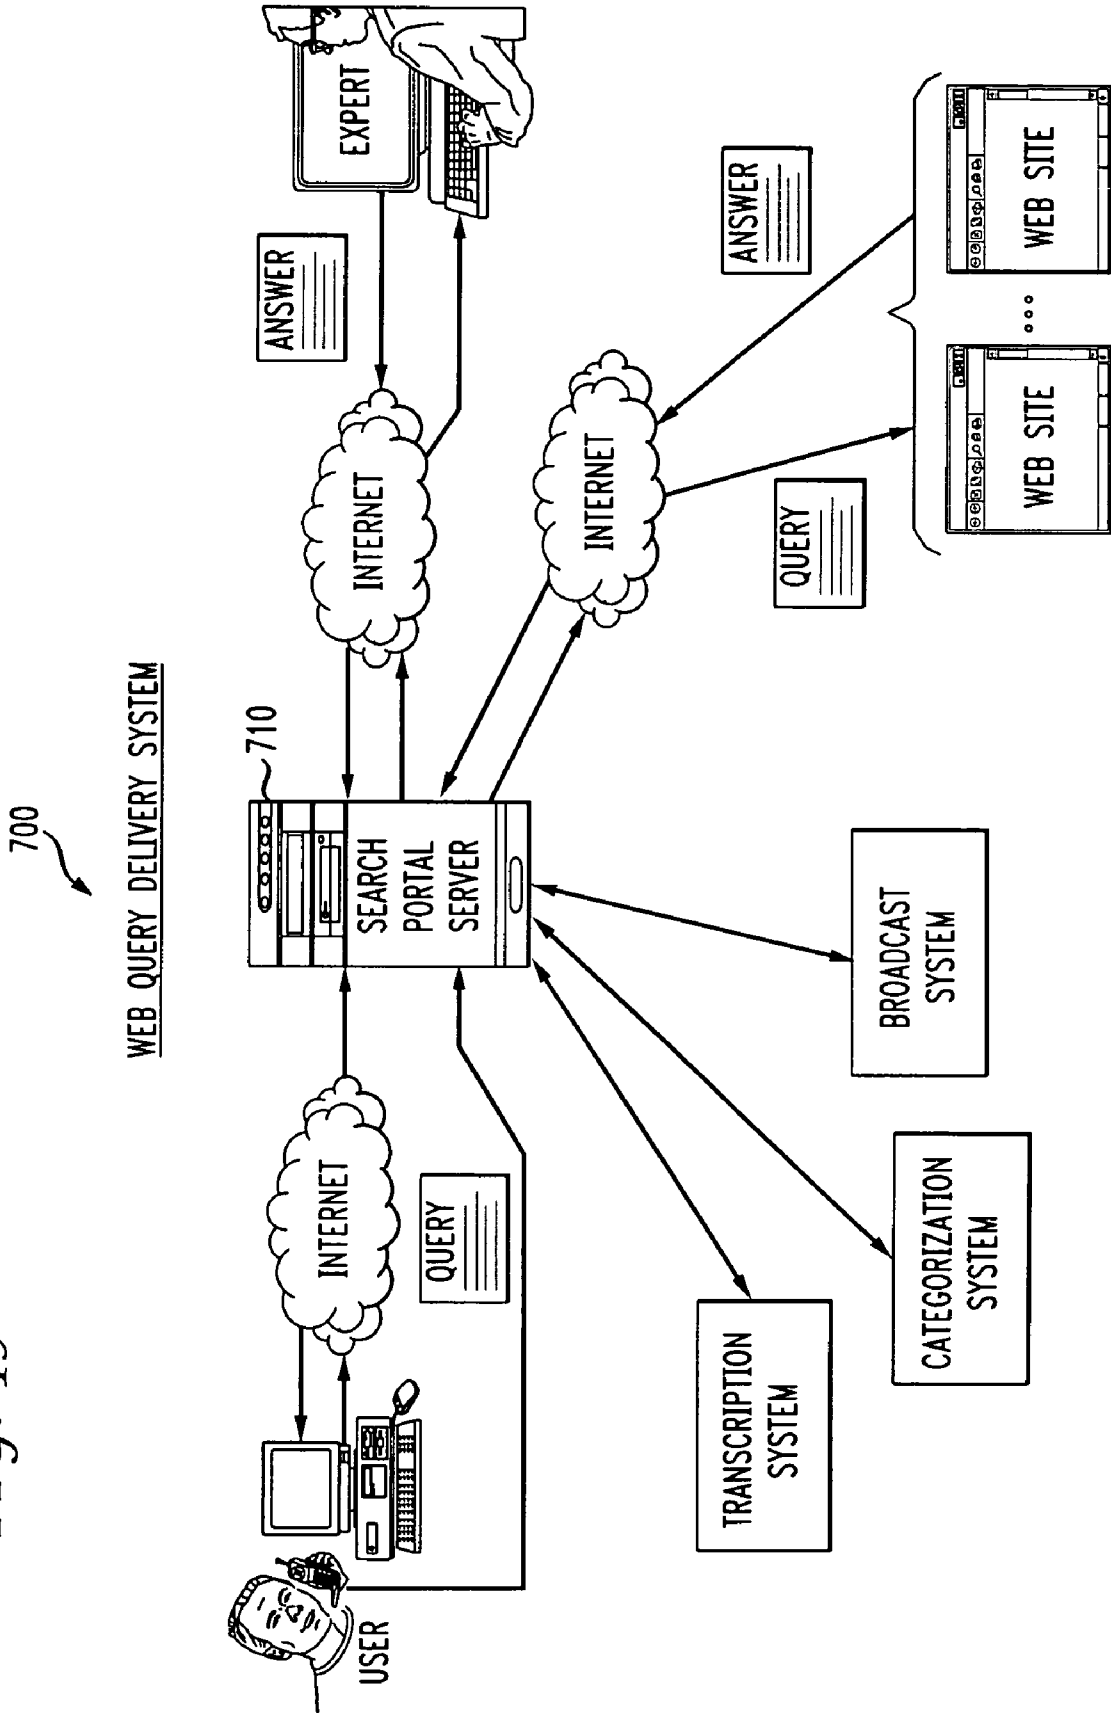 700
WEB QUERY DELIVERY SYSTEM
USER
INTERNET
QUERY
710
SEARCH
PORTAL
SERVER
INTERNET
ANSWER
EXPERT
INTERNET
ANSWER
QUERY
WEB SITE
WEB SITE
TRANSCRIPTION
SYSTEM
CATEGORIZATION
SYSTEM
BROADCAST
SYSTEM